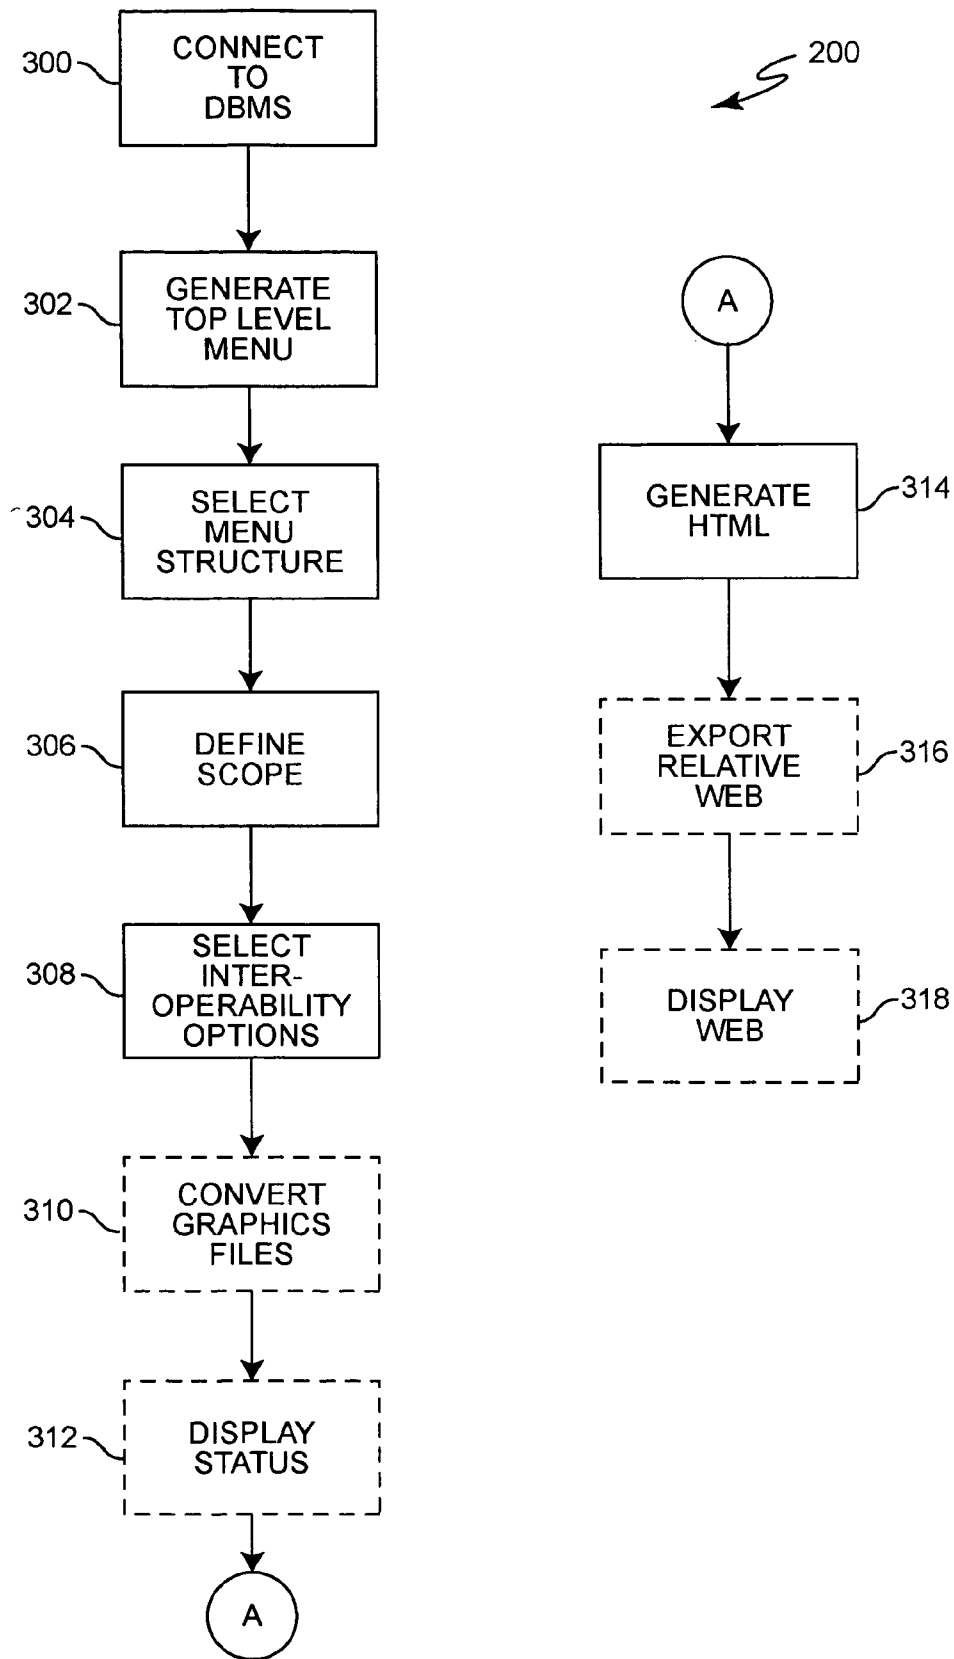 300
CONNECT
TO
DBMS
200
302
GENERATE
TOP LEVEL
MENU
304
SELECT
MENU
STRUCTURE
306
DEFINE
SCOPE
308
SELECT
INTER-
OPERABILITY
OPTIONS
310
CONVERT
GRAPHICS
FILES
312
DISPLAY
STATUS
A
A
GENERATE
HTML
314
EXPORT
RELATIVE
WEB
316
DISPLAY
WEB
318